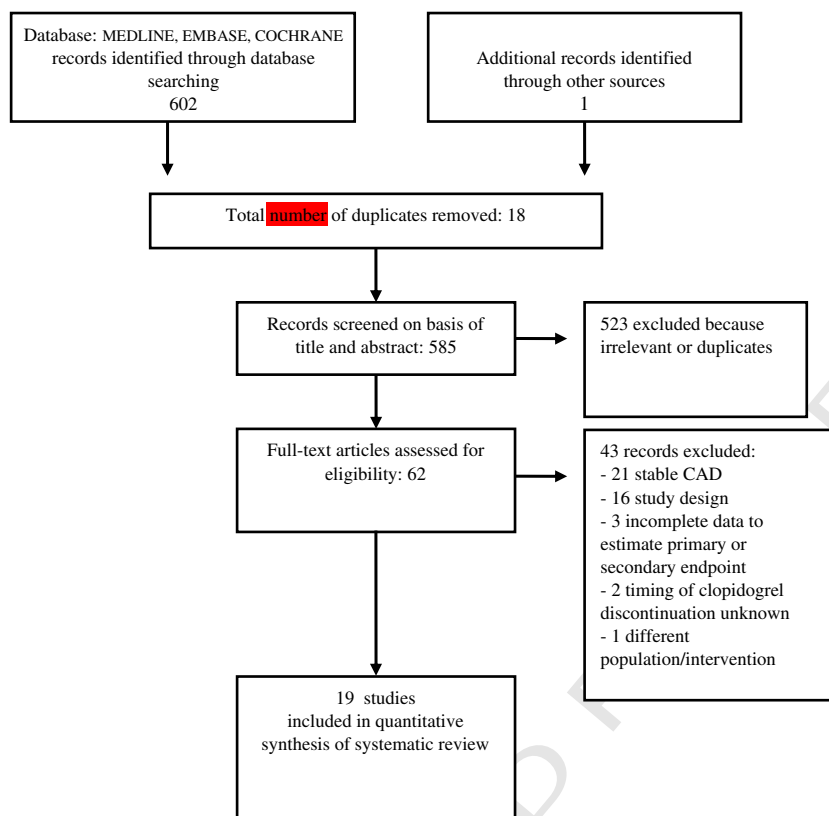 Database: MEDLINE, EMBASE, COCHRANE
records identified through database
searching
602
Additional records identified
through other sources
1
Total number of duplicates removed: 18
Records screened on basis of
title and abstract: 585
523 excluded because
irrelevant or duplicates
Full-text articles assessed for
eligibility: 62
43 records excluded:
- 21 stable CAD
- 16 study design
- 3 incomplete data to
estimate primary or
secondary endpoint
- 2 timing of clopidogrel
discontinuation unknown
- 1 different
population/intervention
19 studies
included in quantitative
synthesis of systematic review